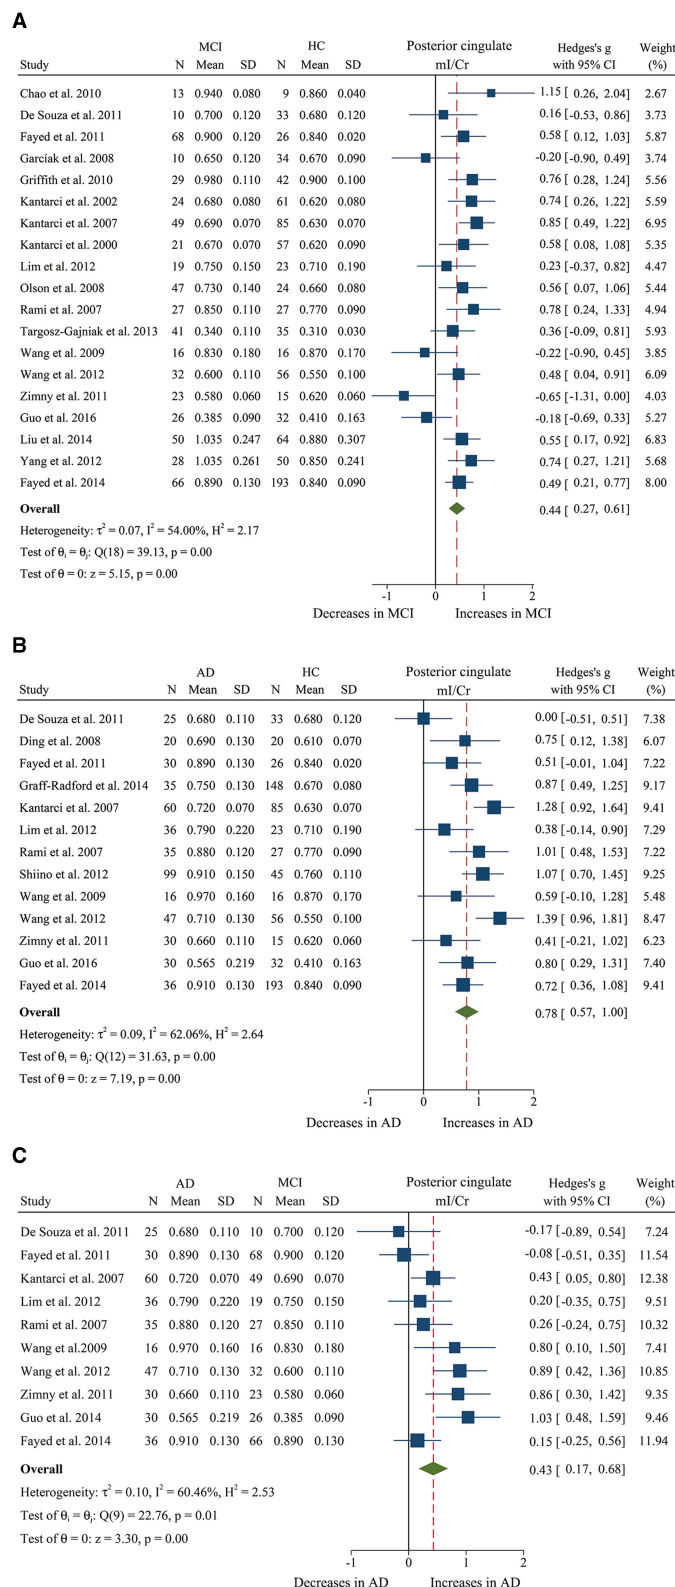 A
MCI HC Posterior cingulate Hedges's g Weight
Study N Mean SD N Mean SD mI/Cr with 95% CI (%)
Chao et al. 2010 13 0.940 0.080 9 0.860 0.040 1.15 [ 0.26, 2.04] 2.67
De Souza et al. 2011 10 0.700 0.120 33 0.680 0.120 0.16 [-0.53, 0.86] 3.73
Fayed et al. 2011 68 0.900 0.120 26 0.840 0.020 0.58 [ 0.12, 1.03] 5.87
Garcíak et al. 2008 10 0.650 0.120 34 0.670 0.090 -0.20 [-0.90, 0.49] 3.74
Griffith et al. 2010 29 0.980 0.110 42 0.900 0.100 0.76 [ 0.28, 1.24] 5.56
Kantarci et al. 2002 24 0.680 0.080 61 0.620 0.080 0.74 [ 0.26, 1.22] 5.59
Kantarci et al. 2007 49 0.690 0.070 85 0.630 0.070 0.85 [ 0.49, 1.22] 6.95
Kantarci et al. 2000 21 0.670 0.070 57 0.620 0.090 0.58 [ 0.08, 1.08] 5.35
Lim et al. 2012 19 0.750 0.150 23 0.710 0.190 0.23 [-0.37, 0.82] 4.47
Olson et al. 2008 47 0.730 0.140 24 0.660 0.080 0.56 [ 0.07, 1.06] 5.44
Rami et al. 2007 27 0.850 0.110 27 0.770 0.090 0.78 [ 0.24, 1.33] 4.94
Targosz-Gajniak et al. 2013 41 0.340 0.110 35 0.310 0.030 0.36 [-0.09, 0.81] 5.93
Wang et al. 2009 16 0.830 0.180 16 0.870 0.170 -0.22 [-0.90, 0.45] 3.85
Wang et al. 2012 32 0.600 0.110 56 0.550 0.100 0.48 [ 0.04, 0.91] 6.09
Zimny et al. 2011 23 0.580 0.060 15 0.620 0.060 -0.65 [-1.31, 0.00] 4.03
Guo et al. 2016 26 0.385 0.090 32 0.410 0.163 -0.18 [-0.69, 0.33] 5.27
Liu et al. 2014 50 1.035 0.247 64 0.880 0.307 0.55 [ 0.17, 0.92] 6.83
Yang et al. 2012 28 1.035 0.261 50 0.850 0.241 0.74 [ 0.27, 1.21] 5.68
Fayed et al. 2014 66 0.890 0.130 193 0.840 0.090 0.49 [ 0.21, 0.77] 8.00
Overall 0.44 [ 0.27, 0.61]
Heterogeneity: τ² = 0.07, I² = 54.00%, H² = 2.17
Test of θi = θj: Q(18) = 39.13, p = 0.00
Test of θ = 0: z = 5.15, p = 0.00
-1 0 1 2
Decreases in MCI Increases in MCI
B
AD HC Posterior cingulate Hedges's g Weight
Study N Mean SD N Mean SD mI/Cr with 95% CI (%)
De Souza et al. 2011 25 0.680 0.110 33 0.680 0.120 0.00 [-0.51, 0.51] 7.38
Ding et al. 2008 20 0.690 0.130 20 0.610 0.070 0.75 [ 0.12, 1.38] 6.07
Fayed et al. 2011 30 0.890 0.130 26 0.840 0.020 0.51 [-0.01, 1.04] 7.22
Graff-Radford et al. 2014 35 0.750 0.130 148 0.670 0.080 0.87 [ 0.49, 1.25] 9.17
Kantarci et al. 2007 60 0.720 0.070 85 0.630 0.070 1.28 [ 0.92, 1.64] 9.41
Lim et al. 2012 36 0.790 0.220 23 0.710 0.190 0.38 [-0.14, 0.90] 7.29
Rami et al. 2007 35 0.880 0.120 27 0.770 0.090 1.01 [ 0.48, 1.53] 7.22
Shiino et al. 2012 99 0.910 0.150 45 0.760 0.110 1.07 [ 0.70, 1.45] 9.25
Wang et al. 2009 16 0.970 0.160 16 0.870 0.170 0.59 [-0.10, 1.28] 5.48
Wang et al. 2012 47 0.710 0.130 56 0.550 0.100 1.39 [ 0.96, 1.81] 8.47
Zimny et al. 2011 30 0.660 0.110 15 0.620 0.060 0.41 [-0.21, 1.02] 6.23
Guo et al. 2016 30 0.565 0.219 32 0.410 0.163 0.80 [ 0.29, 1.31] 7.40
Fayed et al. 2014 36 0.910 0.130 193 0.840 0.090 0.72 [ 0.36, 1.08] 9.41
Overall 0.78 [ 0.57, 1.00]
Heterogeneity: τ² = 0.09, I² = 62.06%, H² = 2.64
Test of θi = θj: Q(12) = 31.63, p = 0.00
Test of θ = 0: z = 7.19, p = 0.00
-1 0 1 2
Decreases in AD Increases in AD
C
AD MCI Posterior cingulate Hedges's g Weight
Study N Mean SD N Mean SD mI/Cr with 95% CI (%)
De Souza et al. 2011 25 0.680 0.110 10 0.700 0.120 -0.17 [-0.89, 0.54] 7.24
Fayed et al. 2011 30 0.890 0.130 68 0.900 0.120 -0.08 [-0.51, 0.35] 11.54
Kantarci et al. 2007 60 0.720 0.070 49 0.690 0.070 0.43 [ 0.05, 0.80] 12.38
Lim et al. 2012 36 0.790 0.220 19 0.750 0.150 0.20 [-0.35, 0.75] 9.51
Rami et al. 2007 35 0.880 0.120 27 0.850 0.110 0.26 [-0.24, 0.75] 10.32
Wang et al.2009 16 0.970 0.160 16 0.830 0.180 0.80 [ 0.10, 1.50] 7.41
Wang et al. 2012 47 0.710 0.130 32 0.600 0.110 0.89 [ 0.42, 1.36] 10.85
Zimny et al. 2011 30 0.660 0.110 23 0.580 0.060 0.86 [ 0.30, 1.42] 9.35
Guo et al. 2014 30 0.565 0.219 26 0.385 0.090 1.03 [ 0.48, 1.59] 9.46
Fayed et al. 2014 36 0.910 0.130 66 0.890 0.130 0.15 [-0.25, 0.56] 11.94
Overall 0.43 [ 0.17, 0.68]
Heterogeneity: τ² = 0.10, I² = 60.46%, H² = 2.53
Test of θi = θj: Q(9) = 22.76, p = 0.01
Test of θ = 0: z = 3.30, p = 0.00
-1 0 1 2
Decreases in AD Increases in AD